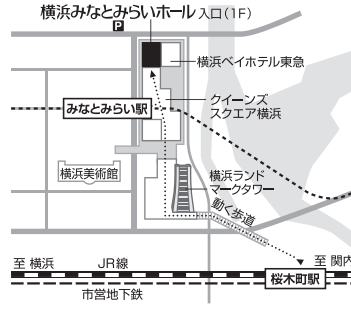 横浜みなとみらいホール 入口(1F)
P
横浜ベイホテル東急
みなとみらい駅
クイーンズ
スクエア横浜
横浜美術館
横浜ランド
マークタワー
動く歩道
至 横浜
JR線
至 関内
桜木町駅
市営地下鉄